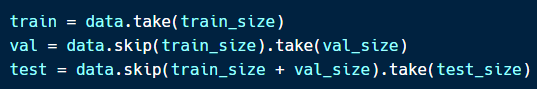 train = data.take(train_size)
val = data.skip(train_size).take(val_size)
test = data.skip(train_size + val_size).take(test_size)